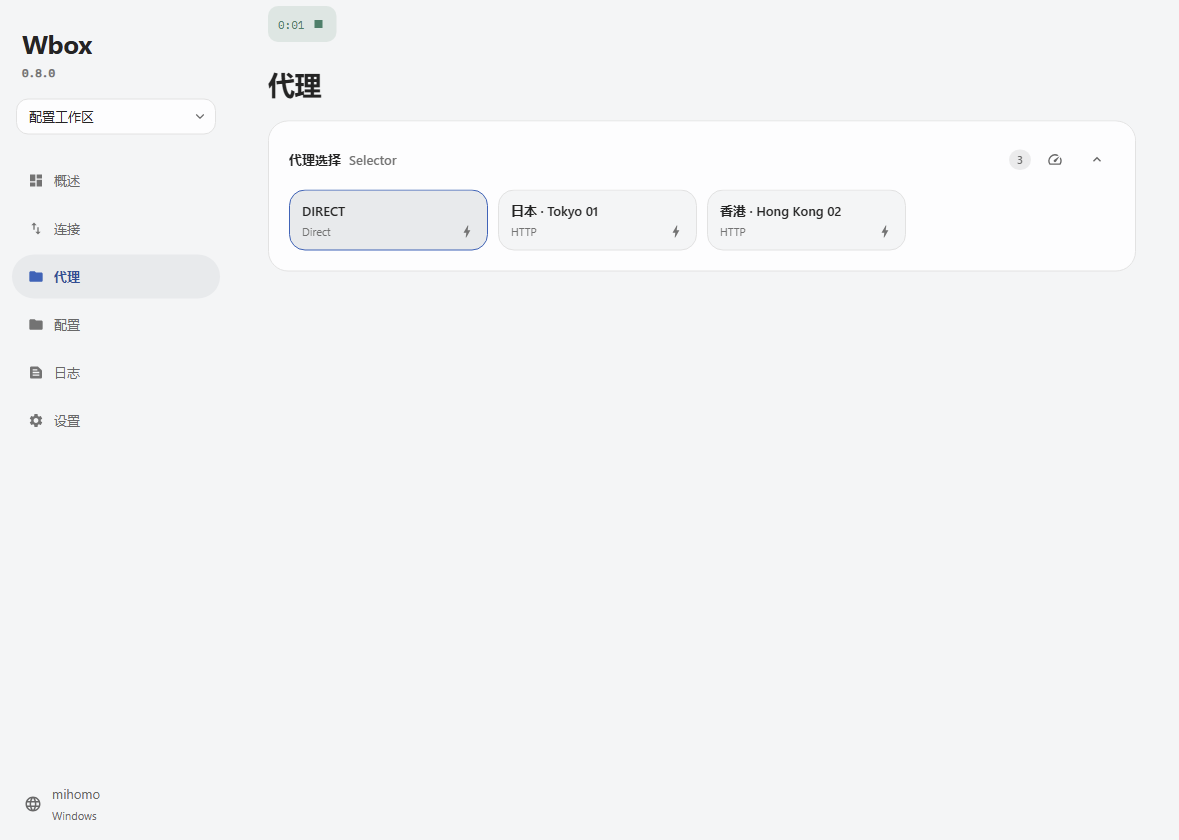 Wbox
0.8.0
配置工作区
概述
连接
代理
配置
日志
设置
mihomo
Windows
0:01
代理
代理选择 Selector 3
DIRECT
Direct
日本 · Tokyo 01
HTTP
香港 · Hong Kong 02
HTTP